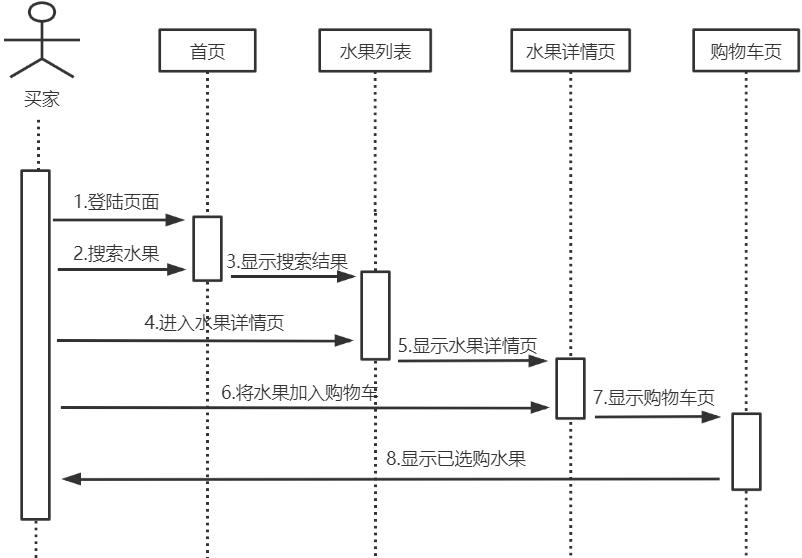 首页
水果列表
水果详情页
购物车页
买家
1.登陆页面
2.搜索水果
3.显示搜索结果
4.进入水果详情页
5.显示水果详情页
6.将水果加入购物车
7.显示购物车页
8.显示已选购水果